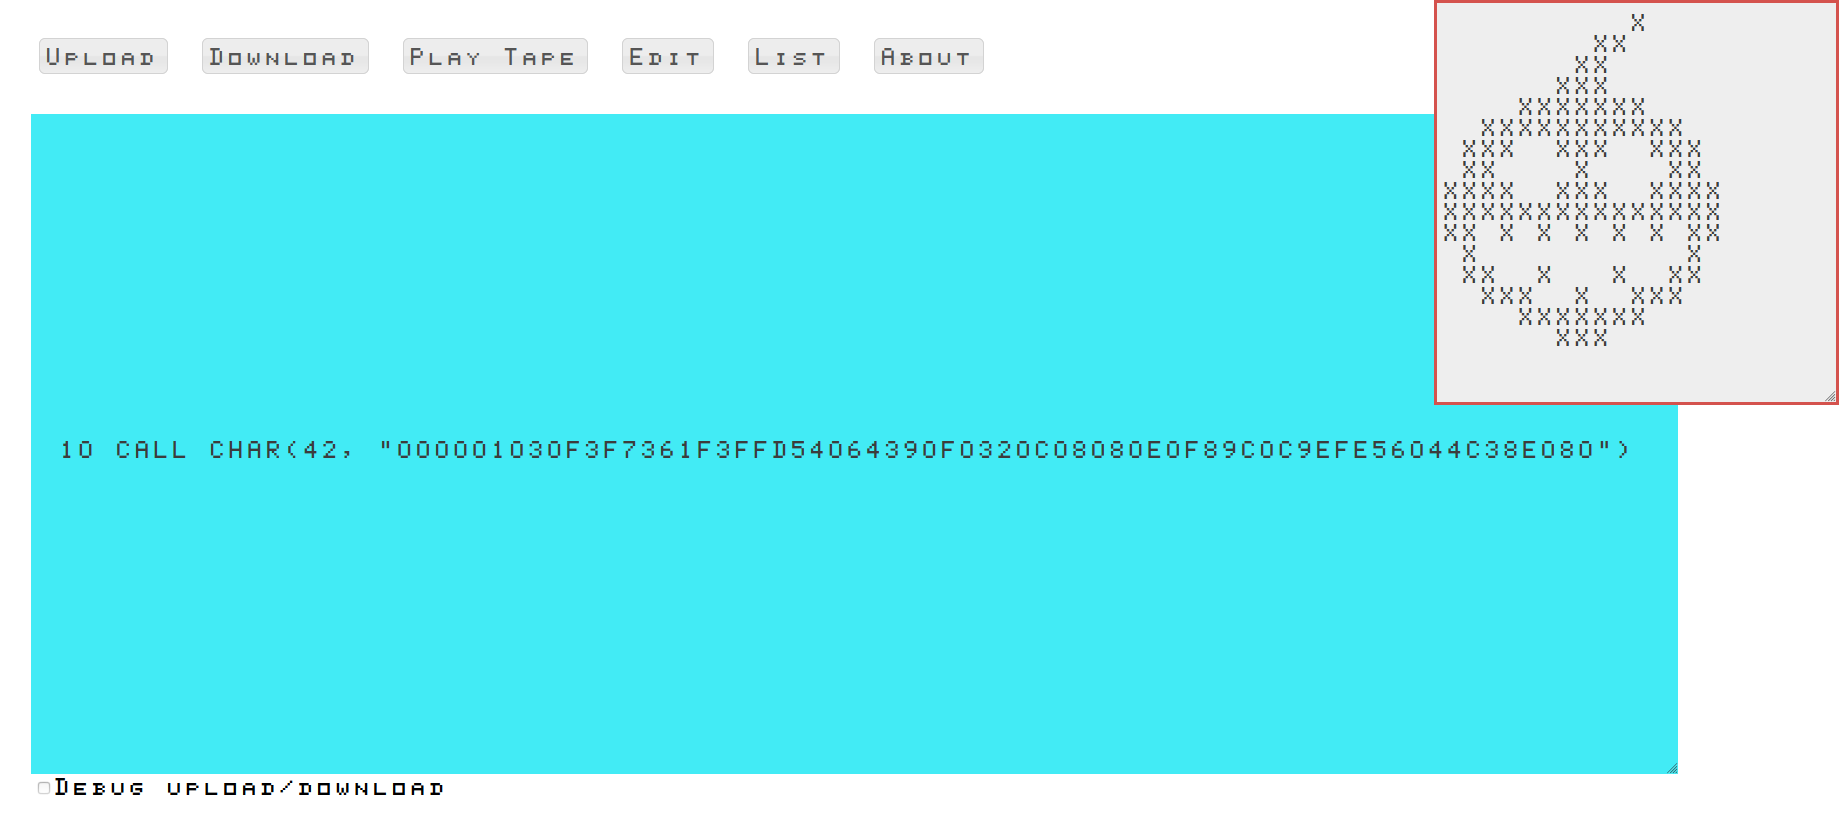 Upload Download Play Tape Edit List About
          X
        XX
       XX
      XXX
    XXXXXXX
  XXXXXXXXXXX
 XXX  XXX  XXX
 XX    X    XX
XXXX  XXX  XXXX
XXXXXXXXXXXXXXX
XX X X X X X XX
 X           X
 XX  X   X  XX
  XXX  X  XXX
    XXXXXXX
      XXX
10 CALL CHAR(42, "000001030F3F7361F3FFD54064390F0320C08080E0F89C0C9EFE56044C38E080")
Debug upload/download